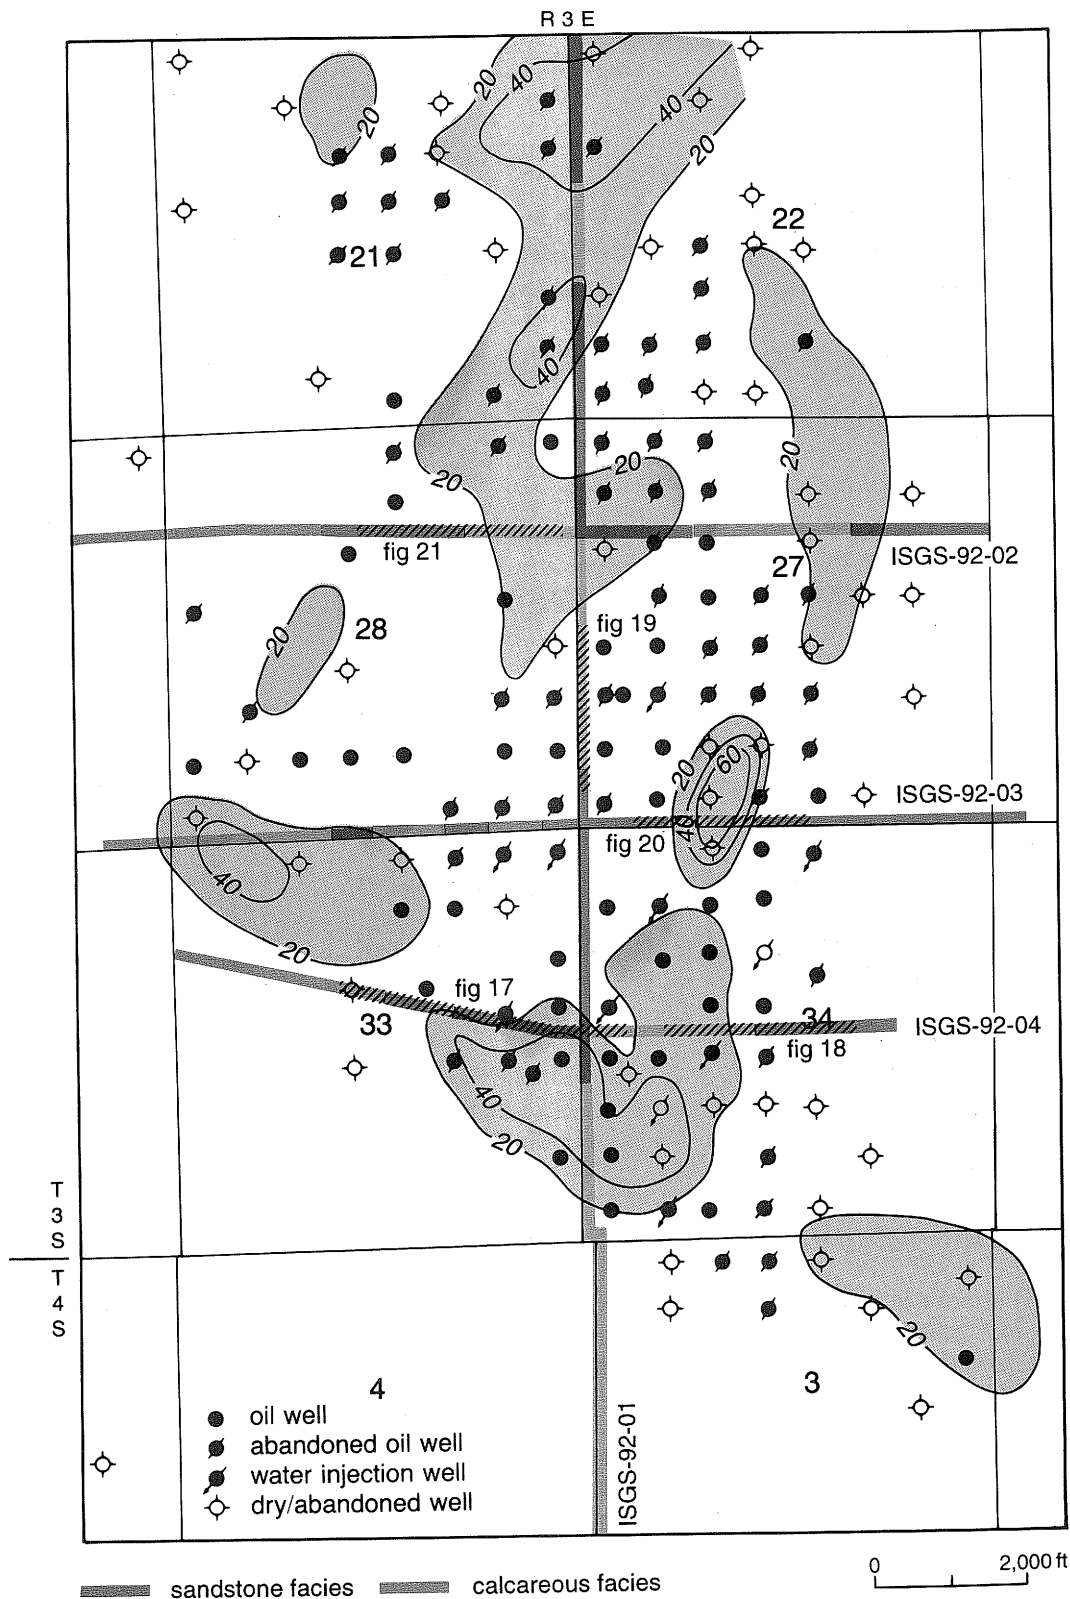 R 3 E
20
40
20
40
20
22
21
40
20
20
20
fig 21
ISGS-92-02
27
fig 19
28
20
60
20
40
ISGS-92-03
fig 20
40
20
fig 17
33
34
ISGS-92-04
fig 18
40
20
T
3
S
T
4
S
20
4
3
oil well
abandoned oil well
water injection well
dry/abandoned well
ISGS-92-01
sandstone facies
calcareous facies
0
2,000 ft